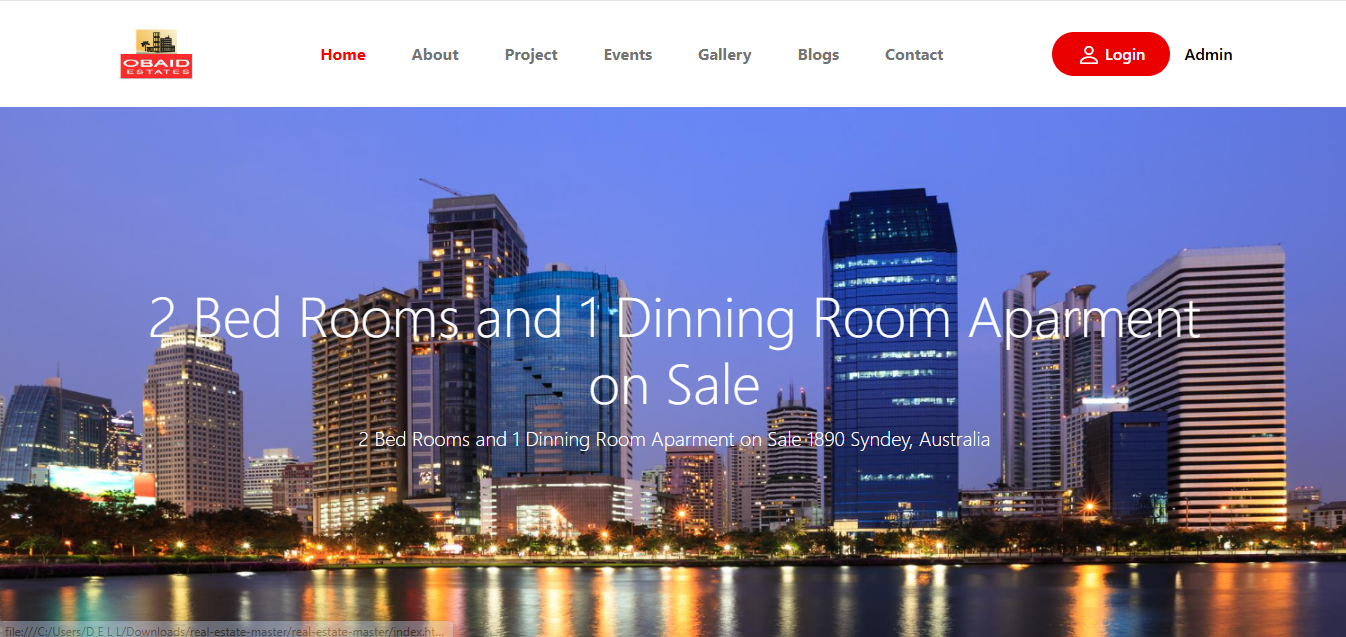 OBAID
ESTATES
Home About Project Events Gallery Blogs Contact Login Admin
2 Bed Rooms and 1 Dinning Room Aparment
on Sale
2 Bed Rooms and 1 Dinning Room Aparment on Sale 1890 Syndey, Australia
file:///C:/Users/D E L L/Downloads/real-estate-master/real-estate-master/index.ht...